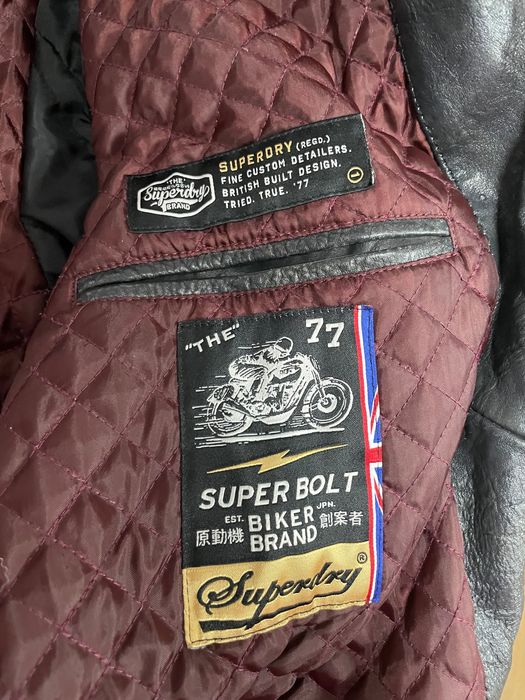 THE
Superdry
BRAND
SUPERDRY (REGD.)
FINE CUSTOM DETAILERS.
BRITISH BUILT DESIGN.
TRIED. TRUE. '77
1
"THE" 77
SUPER BOLT
EST. BIKER JPN.
原動機 BRAND 創案者
Superdry®